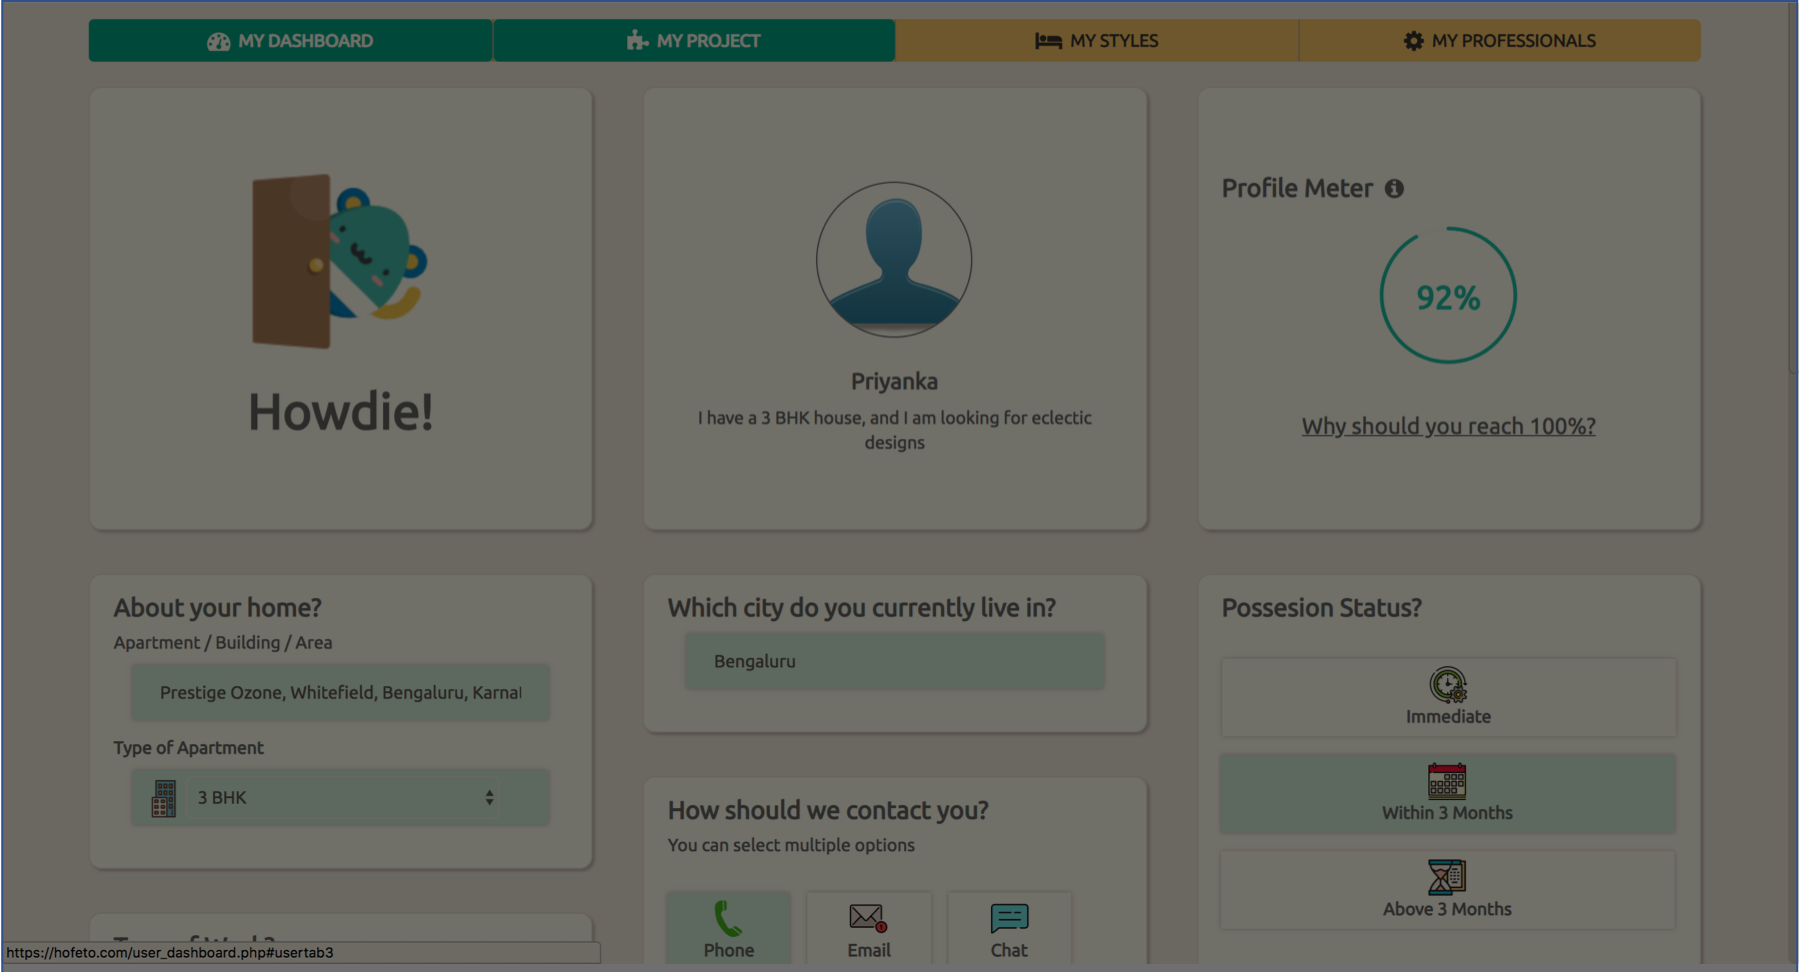 MY DASHBOARD
MY PROJECT
MY STYLES
MY PROFESSIONALS
Howdie!
Priyanka
I have a 3 BHK house, and I am looking for eclectic
designs
Profile Meter
92%
Why should you reach 100%?
About your home?
Apartment / Building / Area
Prestige Ozone, Whitefield, Bengaluru, Karnat
Type of Apartment
3 BHK
Which city do you currently live in?
Bengaluru
How should we contact you?
You can select multiple options
Phone
Email
Chat
Possesion Status?
Immediate
Within 3 Months
Above 3 Months
https://hofeto.com/user_dashboard.php#usertab3